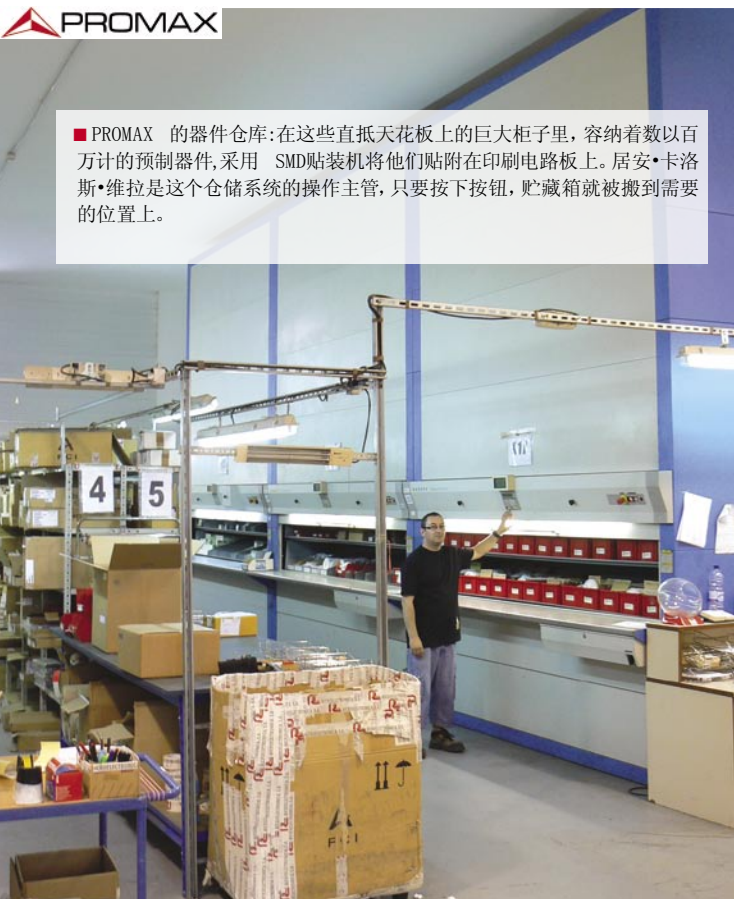 PROMAX
■ PROMAX 的器件仓库:在这些直抵天花板上的巨大柜子里,容纳着数以百
万计的预制器件,采用 SMD贴装机将他们贴附在印刷电路板上。居安•卡洛
斯•维拉是这个仓储系统的操作主管,只要按下按钮,贮藏箱就被搬到需要
的位置上。
4 5
FCI